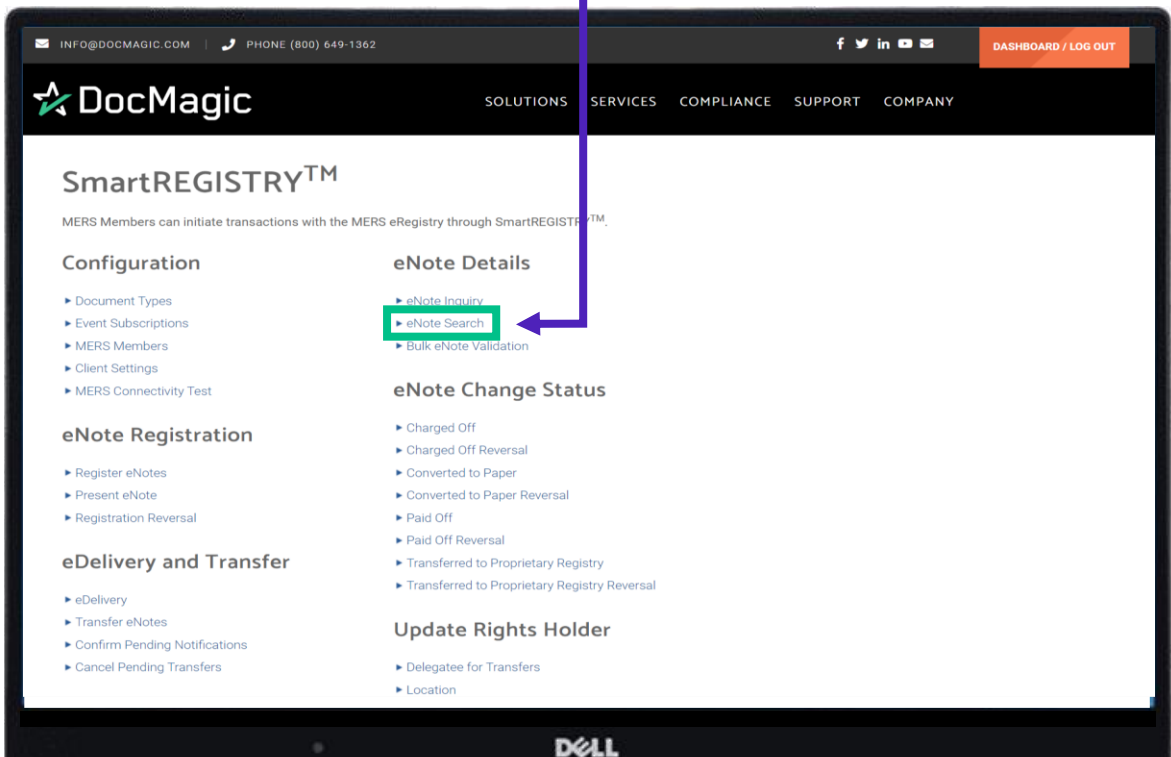 INFO@DOCMAGIC.COM | PHONE (800) 649-1362
DASHBOARD / LOG OUT
DocMagic
SOLUTIONS SERVICES COMPLIANCE SUPPORT COMPANY
SmartREGISTRY™
MERS Members can initiate transactions with the MERS eRegistry through SmartREGISTRY™.
Configuration
Document Types
Event Subscriptions
MERS Members
Client Settings
MERS Connectivity Test
eNote Registration
Register eNotes
Present eNote
Registration Reversal
eDelivery and Transfer
eDelivery
Transfer eNotes
Confirm Pending Notifications
Cancel Pending Transfers
eNote Details
eNote Inquiry
eNote Search
Bulk eNote Validation
eNote Change Status
Charged Off
Charged Off Reversal
Converted to Paper
Converted to Paper Reversal
Paid Off
Paid Off Reversal
Transferred to Proprietary Registry
Transferred to Proprietary Registry Reversal
Update Rights Holder
Delegatee for Transfers
Location
DELL